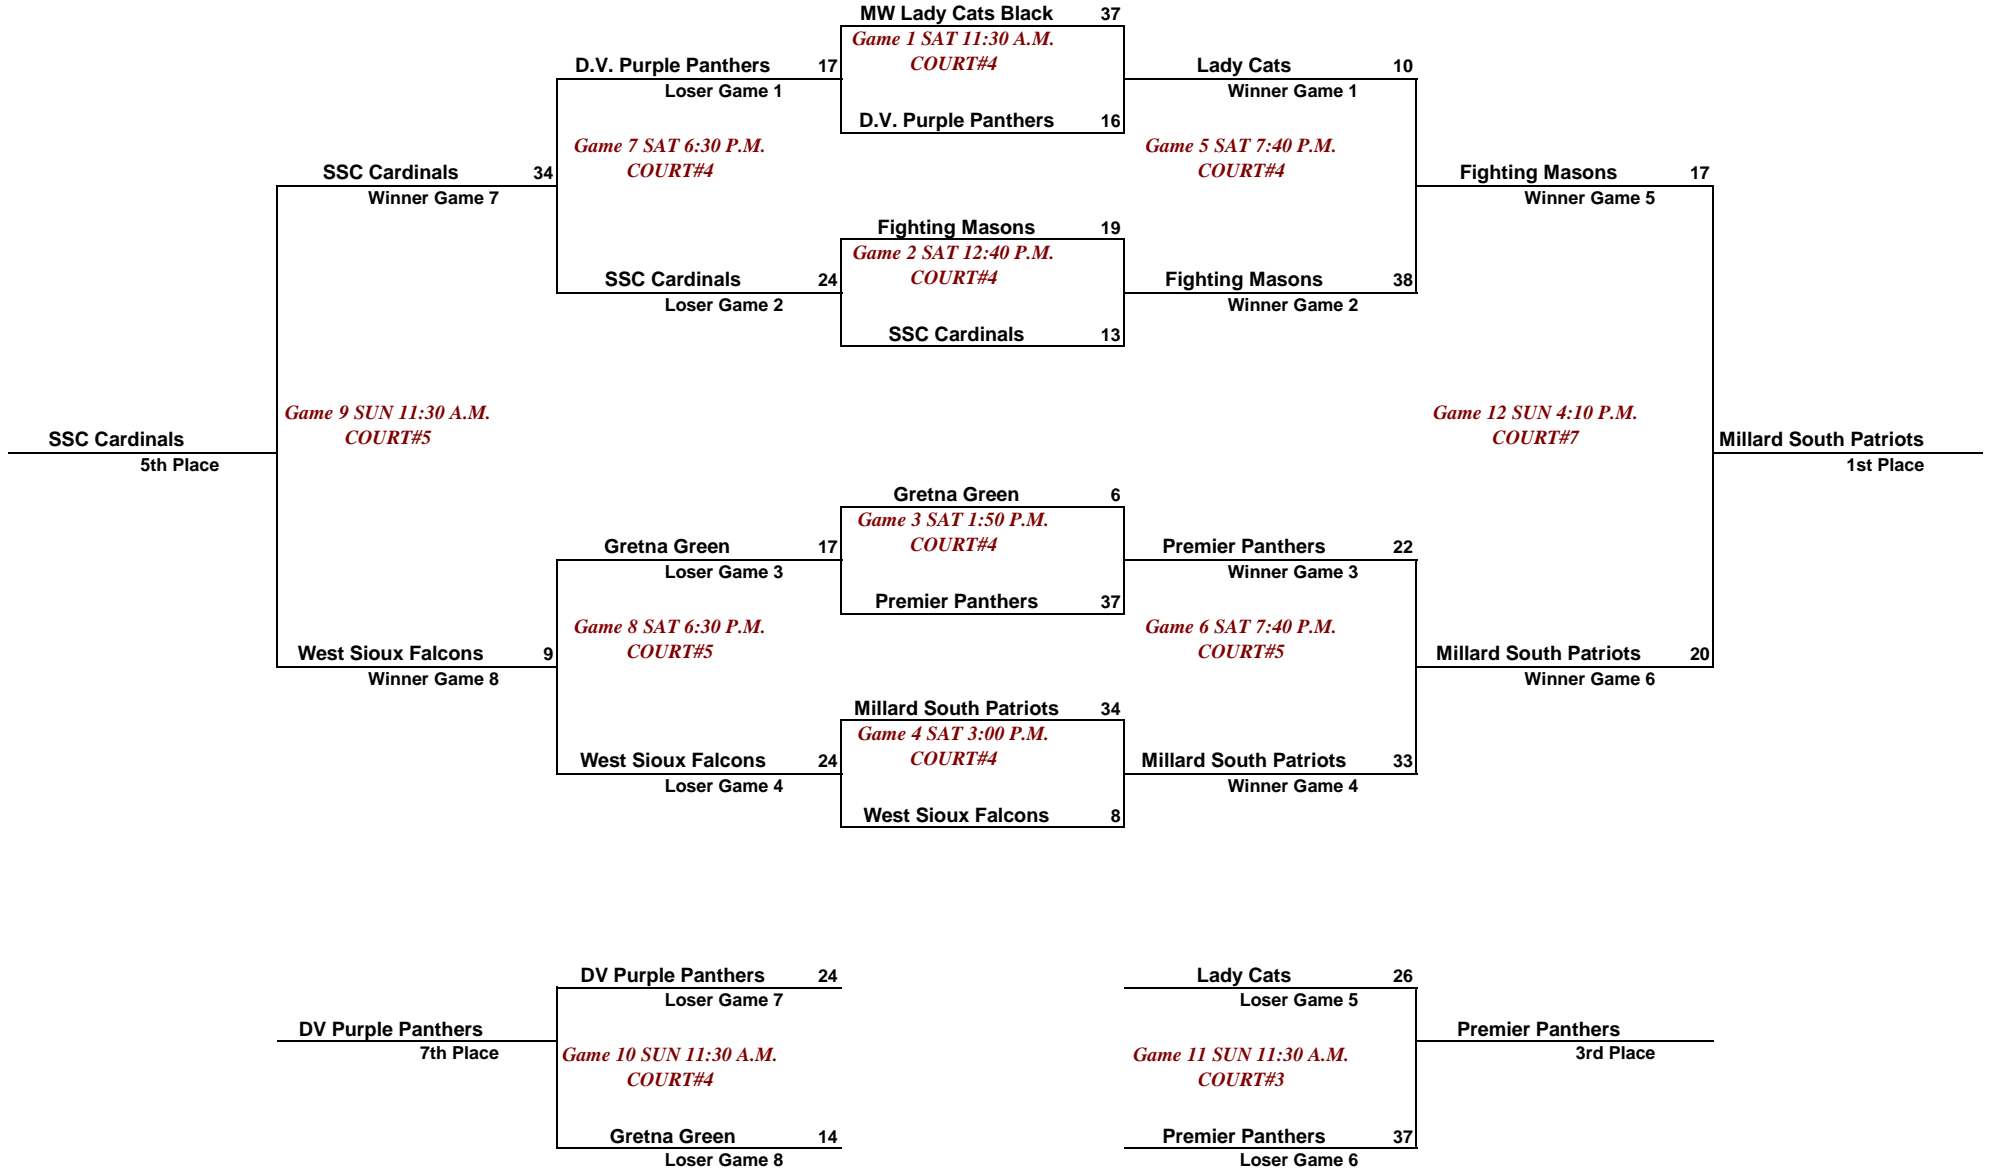 MW Lady Cats Black 37
Game 1 SAT 11:30 A.M.
COURT#4
D.V. Purple Panthers 17
Loser Game 1
Lady Cats 10
Winner Game 1
D.V. Purple Panthers 16
Game 7 SAT 6:30 P.M.
COURT#4
Game 5 SAT 7:40 P.M.
COURT#4
SSC Cardinals 34
Winner Game 7
Fighting Masons 17
Winner Game 5
Fighting Masons 19
Game 2 SAT 12:40 P.M.
COURT#4
SSC Cardinals 24
Loser Game 2
Fighting Masons 38
Winner Game 2
SSC Cardinals 13
Game 9 SUN 11:30 A.M.
COURT#5
Game 12 SUN 4:10 P.M.
COURT#7
SSC Cardinals
5th Place
Millard South Patriots
1st Place
Gretna Green 6
Game 3 SAT 1:50 P.M.
COURT#4
Gretna Green 17
Loser Game 3
Premier Panthers 22
Winner Game 3
Premier Panthers 37
Game 8 SAT 6:30 P.M.
COURT#5
Game 6 SAT 7:40 P.M.
COURT#5
West Sioux Falcons 9
Winner Game 8
Millard South Patriots 20
Winner Game 6
Millard South Patriots 34
Game 4 SAT 3:00 P.M.
COURT#4
West Sioux Falcons 24
Loser Game 4
Millard South Patriots 33
Winner Game 4
West Sioux Falcons 8
DV Purple Panthers 24
Loser Game 7
Lady Cats 26
Loser Game 5
DV Purple Panthers
7th Place
Premier Panthers
3rd Place
Game 10 SUN 11:30 A.M.
COURT#4
Game 11 SUN 11:30 A.M.
COURT#3
Gretna Green 14
Loser Game 8
Premier Panthers 37
Loser Game 6